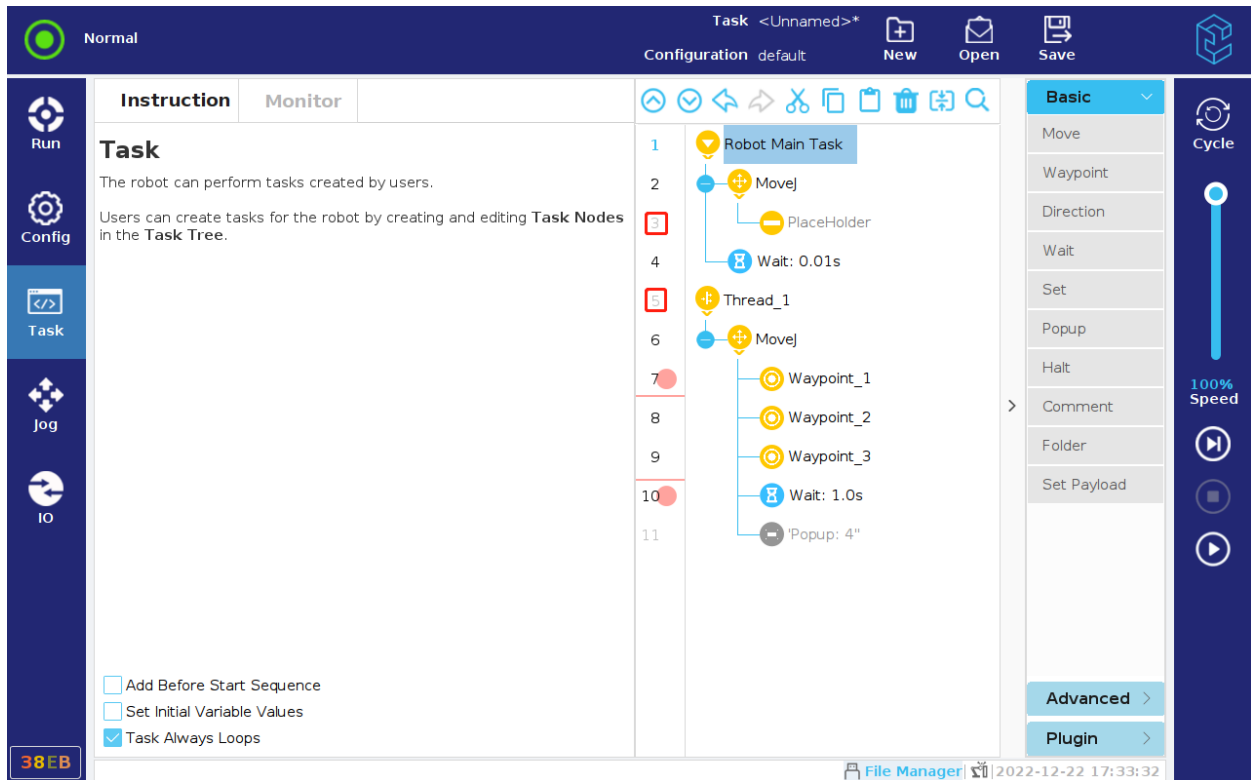 Normal
Task <Unnamed>*
Configuration default
New
Open
Save
Run
Config
Task
Jog
IO
38EB
Instruction
Monitor
Task
The robot can perform tasks created by users.
Users can create tasks for the robot by creating and editing Task Nodes
in the Task Tree.
Add Before Start Sequence
Set Initial Variable Values
Task Always Loops
1 Robot Main Task
2 MoveJ
3 PlaceHolder
4 Wait: 0.01s
5 Thread_1
6 MoveJ
7 Waypoint_1
8 Waypoint_2
9 Waypoint_3
10 Wait: 1.0s
11 'Popup: 4"
Basic
Move
Waypoint
Direction
Wait
Set
Popup
Halt
Comment
Folder
Set Payload
Advanced >
Plugin >
Cycle
100%
Speed
File Manager
2022-12-22 17:33:32